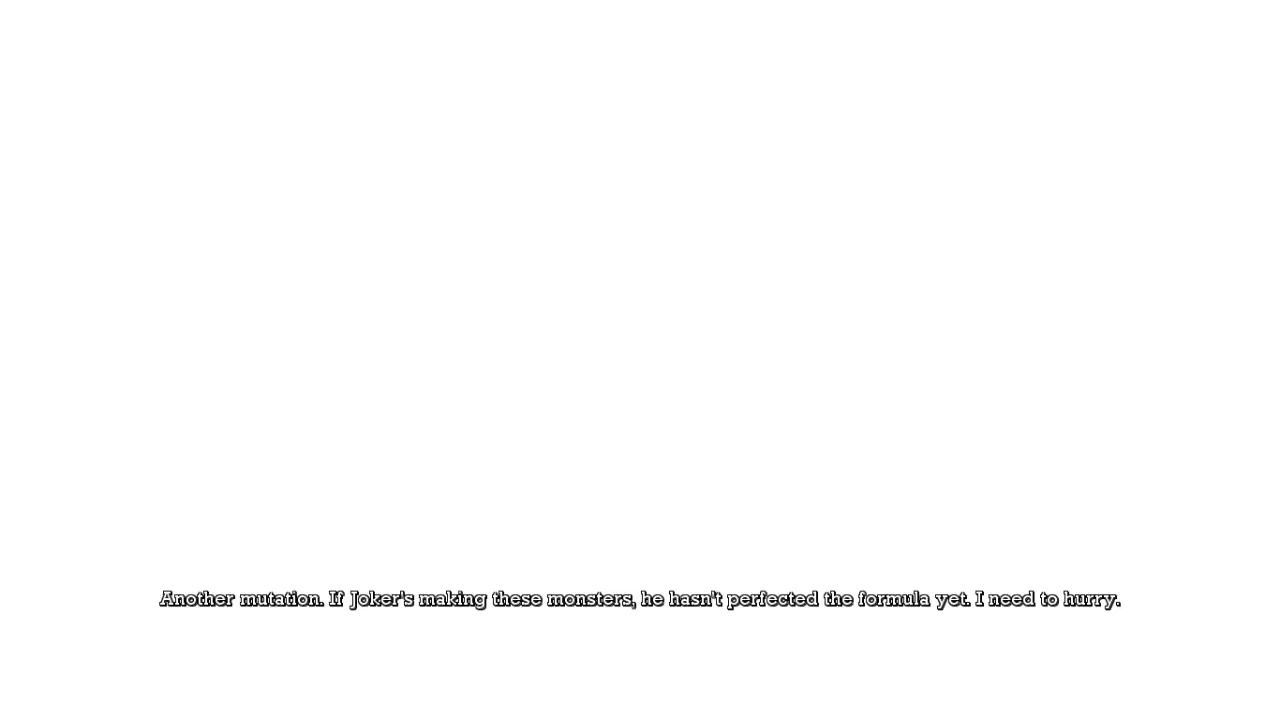 Another mutation. If Joker's making these monsters, he hasn't perfected the formula yet. I need to hurry.